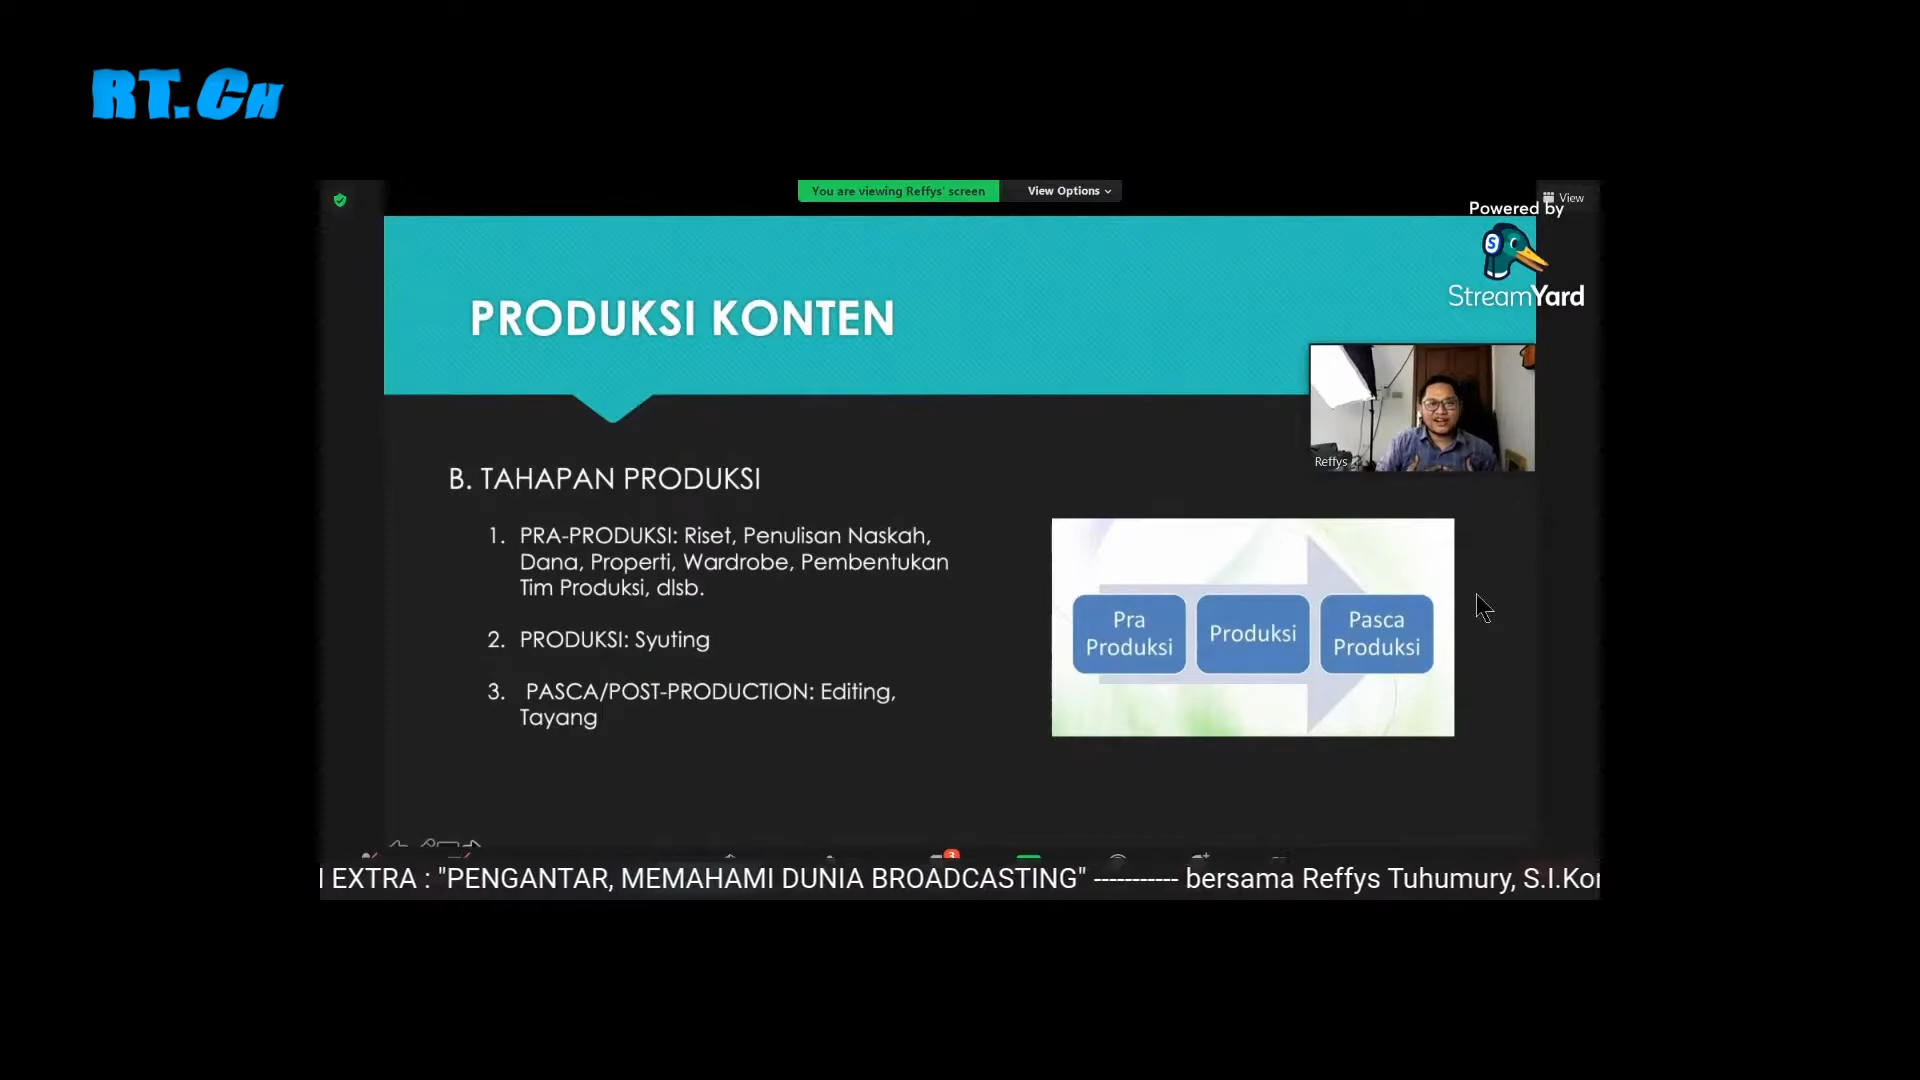 RT.CH
You are viewing Reffys' screen
View Options
View
Powered by
S
StreamYard
PRODUKSI KONTEN
Reffys
B. TAHAPAN PRODUKSI
1. PRA-PRODUKSI: Riset, Penulisan Naskah,
Dana, Properti, Wardrobe, Pembentukan
Tim Produksi, dlsb.
2. PRODUKSI: Syuting
3. PASCA/POST-PRODUCTION: Editing,
Tayang
Pra
Produksi
Produksi
Pasca
Produksi
3
EXTRA : "PENGANTAR, MEMAHAMI DUNIA BROADCASTING" ----------- bersama Reffys Tuhumury, S.I.Kor